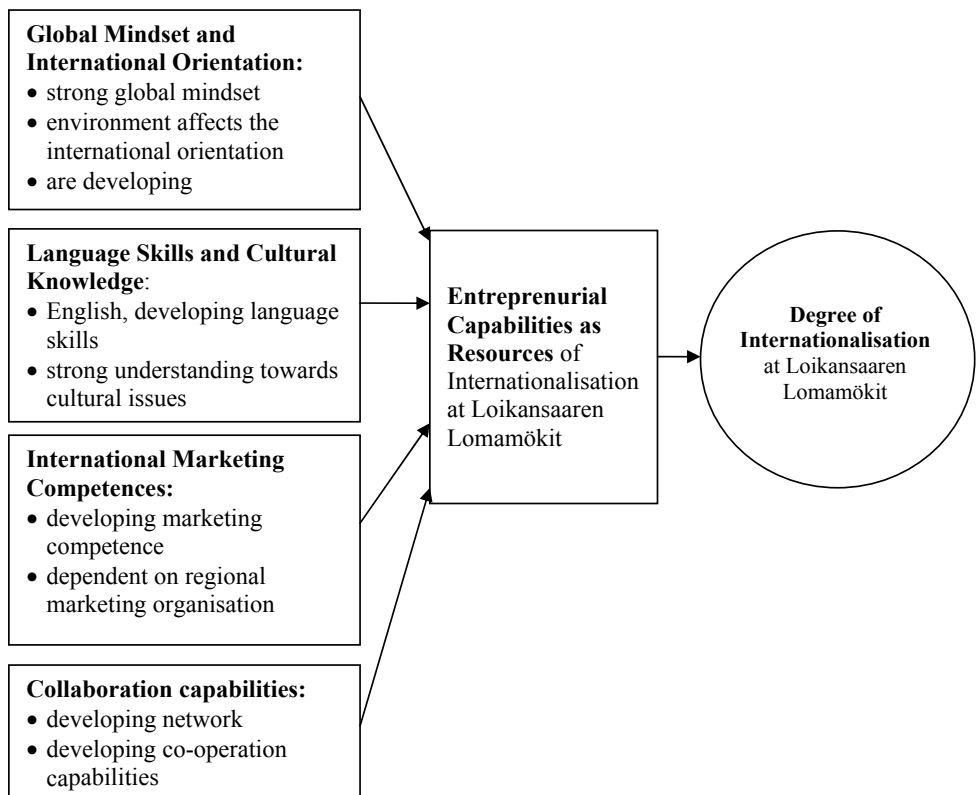 Global Mindset and
International Orientation:
• strong global mindset
• environment affects the
international orientation
• are developing
Language Skills and Cultural
Knowledge:
• English, developing language
skills
• strong understanding towards
cultural issues
International Marketing
Competences:
• developing marketing
competence
• dependent on regional
marketing organisation
Collaboration capabilities:
• developing network
• developing co-operation
capabilities
Entreprenurial
Capabilities as
Resources of
Internationalisation
at Loikansaaren
Lomamökit
Degree of
Internationalisation
at Loikansaaren
Lomamökit